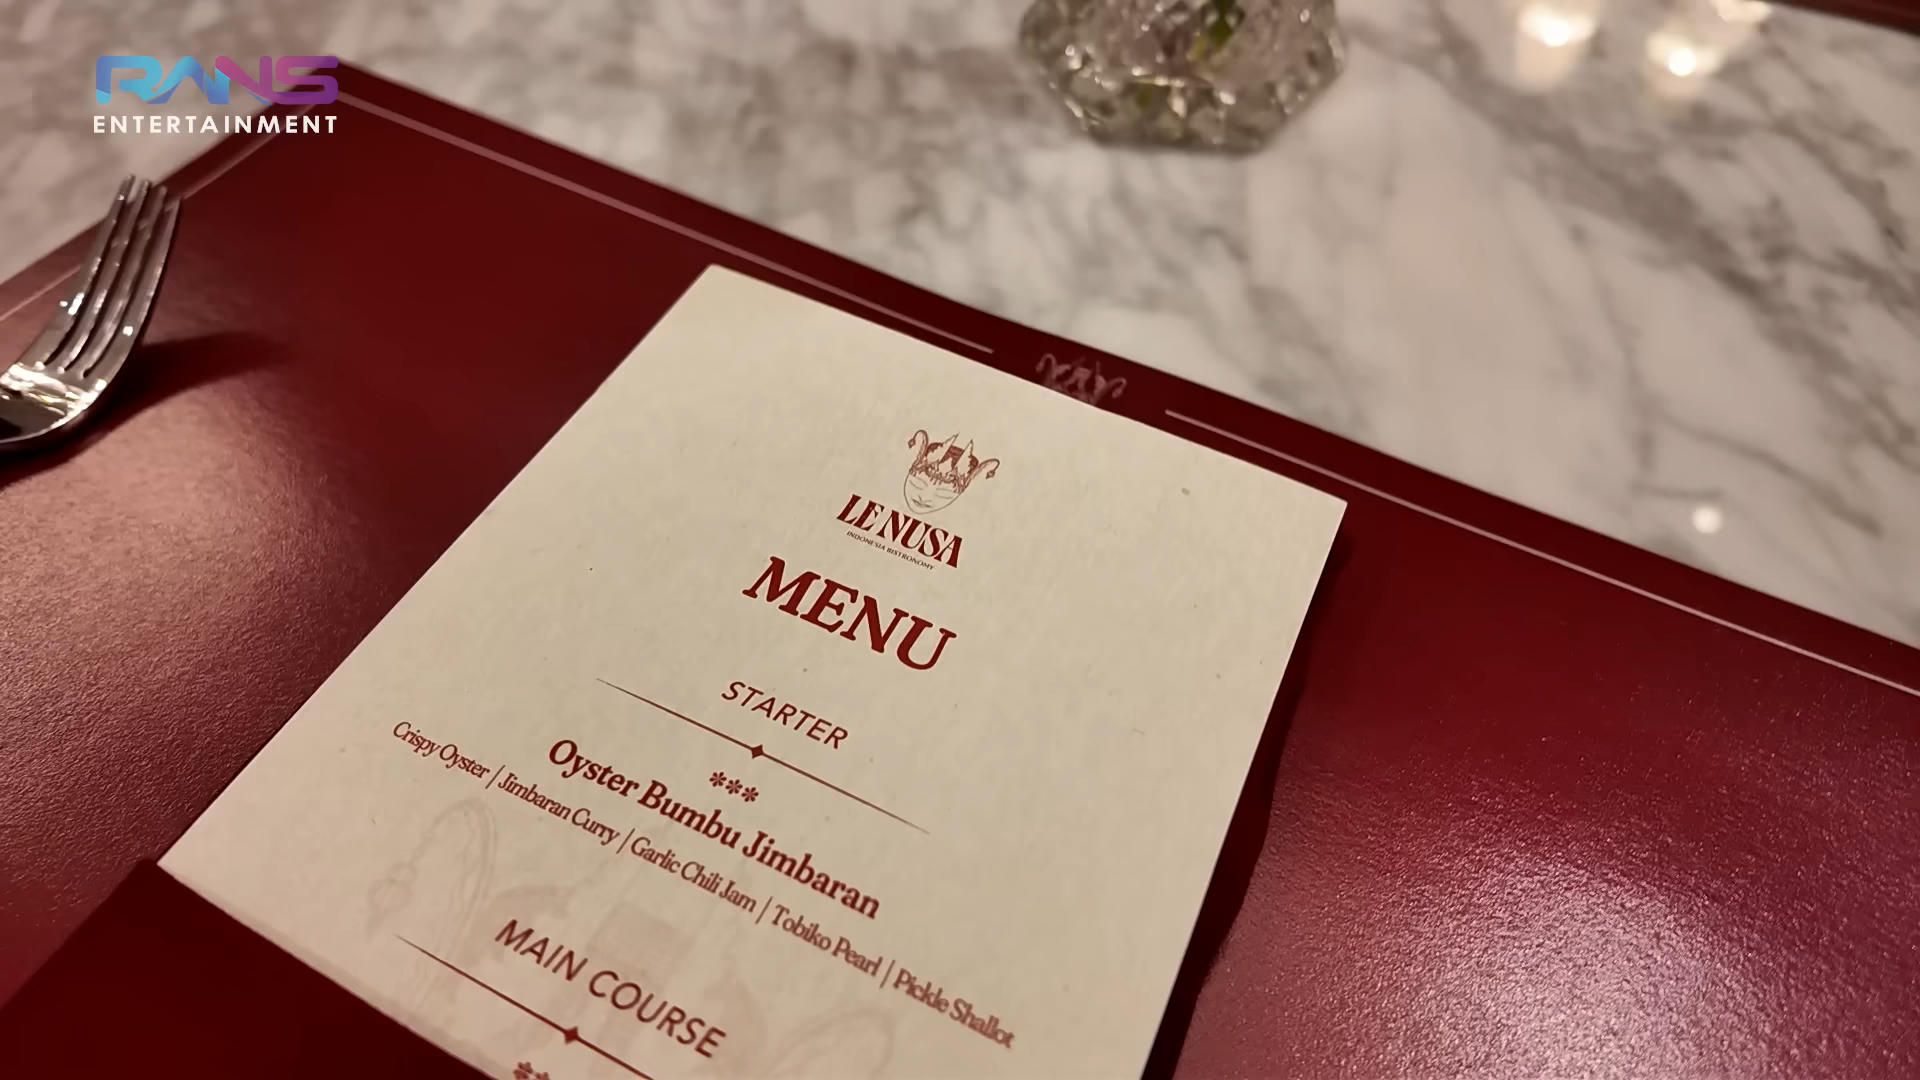 RANS
ENTERTAINMENT
LE NUSA
INDONESIA BISTRONOMY
MENU
STARTER
***
Oyster Bumbu Jimbaran
Crispy Oyster | Jimbaran Curry | Garlic Chili Jam | Tobiko Pearl | Pickle Shallot
MAIN COURSE
**